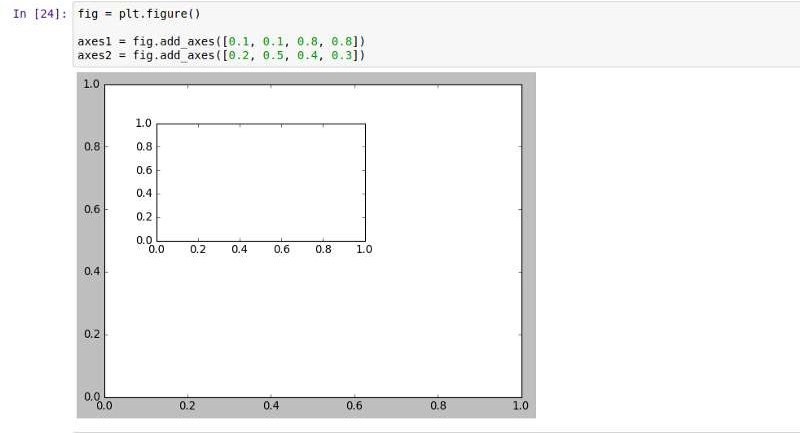 In [24]: fig = plt.figure()
axes1 = fig.add_axes([0.1, 0.1, 0.8, 0.8])
axes2 = fig.add_axes([0.2, 0.5, 0.4, 0.3])
1.0
1.0
0.8 0.8
0.6
0.6 0.4
0.2
0.0
0.0 0.2 0.4 0.6 0.8 1.0
0.4
0.2
0.0
0.0 0.2 0.4 0.6 0.8 1.0